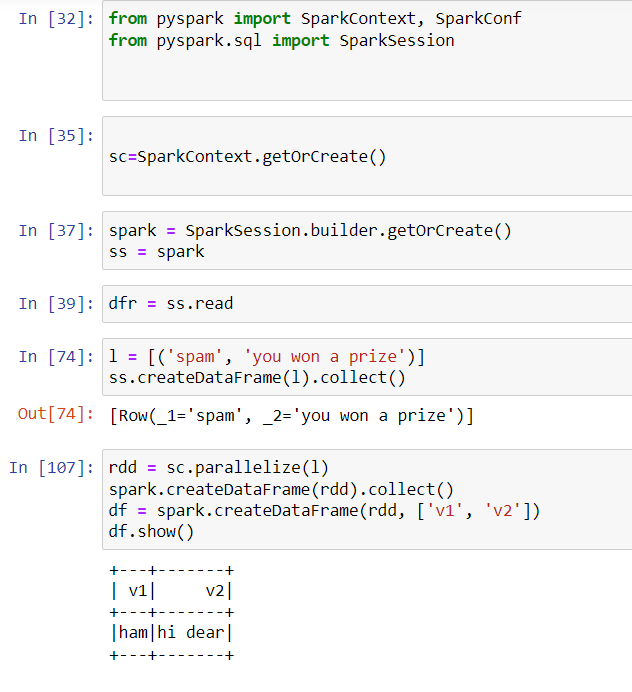 In [32]: from pyspark import SparkContext, SparkConf
from pyspark.sql import SparkSession
In [35]:
sc=SparkContext.getOrCreate()
In [37]: spark = SparkSession.builder.getOrCreate()
ss = spark
In [39]: dfr = ss.read
In [74]: l = [('spam', 'you won a prize')]
ss.createDataFrame(l).collect()
Out[74]: [Row(_1='spam', _2='you won a prize')]
In [107]: rdd = sc.parallelize(l)
spark.createDataFrame(rdd).collect()
df = spark.createDataFrame(rdd, ['v1', 'v2'])
df.show()
+---+-------+
| v1|     v2|
+---+-------+
|ham|hi dear|
+---+-------+